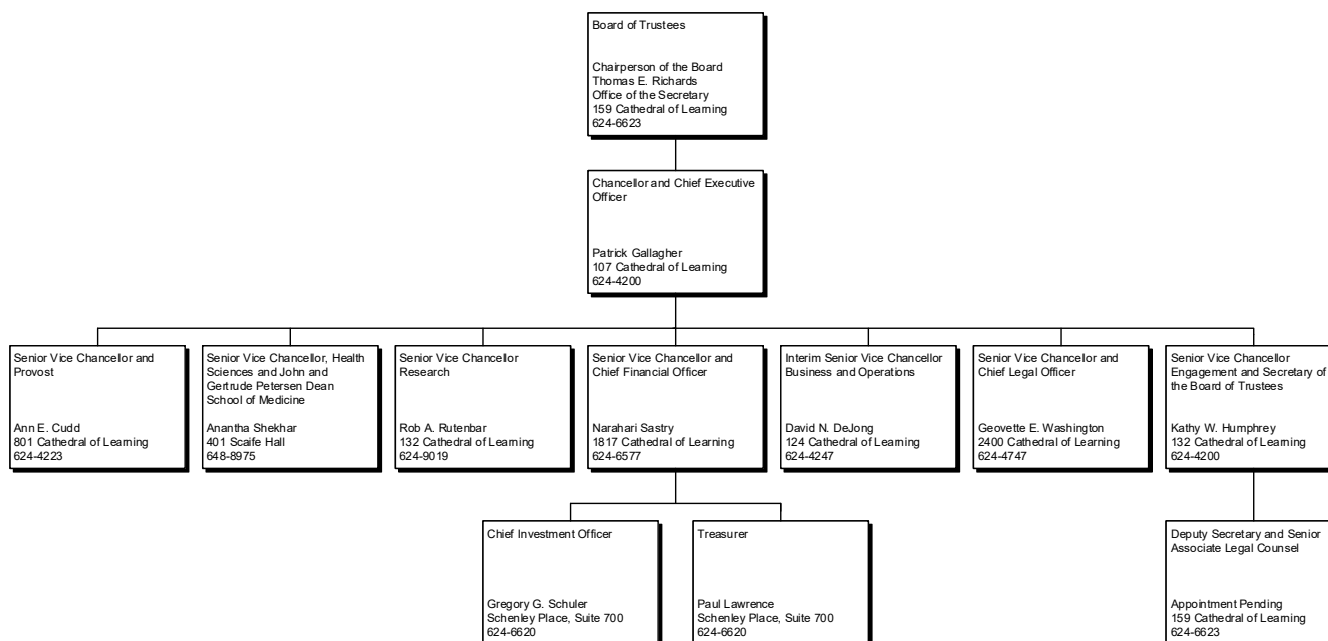 Board of Trustees
Chairperson of the Board
Thomas E. Richards
Office of the Secretary
159 Cathedral of Learning
624-6623
Chancellor and Chief Executive
Officer
Patrick Gallagher
107 Cathedral of Learning
624-4200
Senior Vice Chancellor and
Provost
Ann E. Cudd
801 Cathedral of Learning
624-4223
Senior Vice Chancellor, Health
Sciences and John and
Gertrude Petersen Dean
School of Medicine
Anantha Shekhar
401 Scaife Hall
648-8975
Senior Vice Chancellor
Research
Rob A. Rutenbar
132 Cathedral of Learning
624-9019
Senior Vice Chancellor and
Chief Financial Officer
Narahari Sastry
1817 Cathedral of Learning
624-6577
Interim Senior Vice Chancellor
Business and Operations
David N. DeJong
124 Cathedral of Learning
624-4247
Senior Vice Chancellor and
Chief Legal Officer
Geovette E. Washington
2400 Cathedral of Learning
624-4747
Senior Vice Chancellor
Engagement and Secretary of
the Board of Trustees
Kathy W. Humphrey
132 Cathedral of Learning
624-4200
Chief Investment Officer
Gregory G. Schuler
Schenley Place, Suite 700
624-6620
Treasurer
Paul Lawrence
Schenley Place, Suite 700
624-6620
Deputy Secretary and Senior
Associate Legal Counsel
Appointment Pending
159 Cathedral of Learning
624-6623